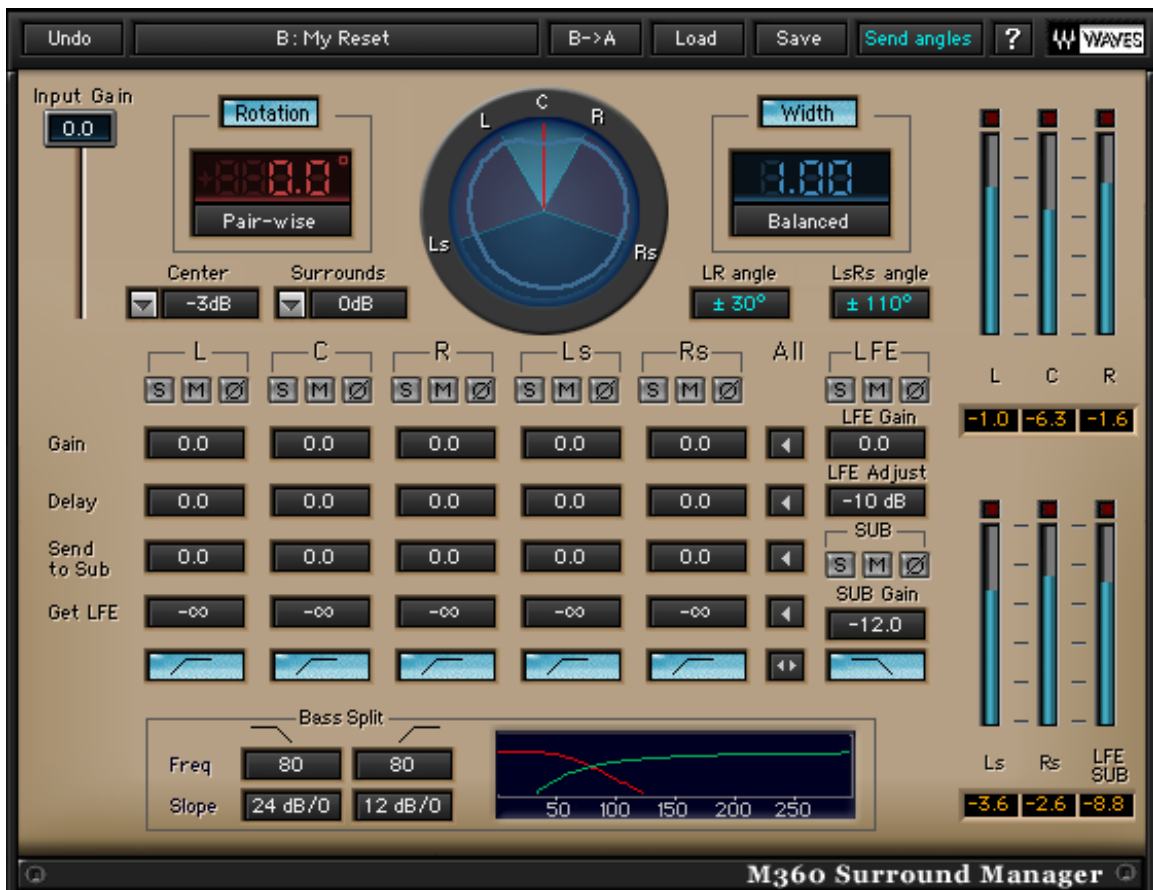 Undo B: My Reset B->A Load Save Send angles ? WAVES
Input Gain
0.0
Rotation
+888.0°
Pair-wise
C
L R
Ls Rs
Width
1.00
Balanced
Center Surrounds
-3dB 0dB
LR angle LsRs angle
± 30° ± 110°
L C R Ls Rs All LFE
S M Ø S M Ø S M Ø S M Ø S M Ø S M Ø
LFE Gain
Gain 0.0 0.0 0.0 0.0 0.0 0.0
LFE Adjust
Delay 0.0 0.0 0.0 0.0 0.0 -10 dB
SUB
Send
to Sub 0.0 0.0 0.0 0.0 0.0 S M Ø
SUB Gain
Get LFE -∞ -∞ -∞ -∞ -∞ -12.0
L C R
-1.0 -6.3 -1.6
Bass Split
Freq 80 80
Slope 24 dB/O 12 dB/O
50 100 150 200 250
Ls Rs LFE
SUB
-3.6 -2.6 -8.8
M360 Surround Manager